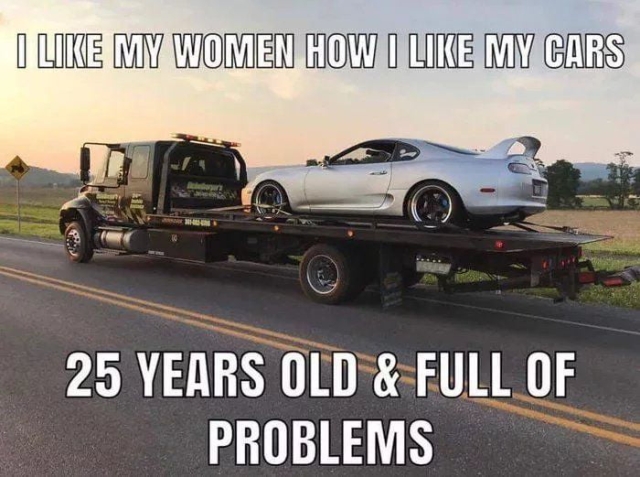 I LIKE MY WOMEN HOW I LIKE MY CARS
25 YEARS OLD & FULL OF
PROBLEMS